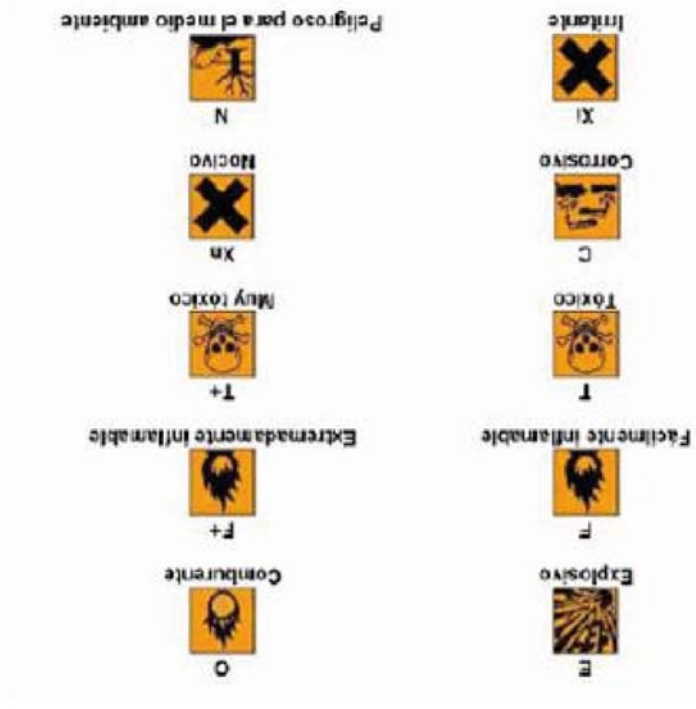 E
Explosivo
O
Comburente
F
Fácilmente inflamable
F+
Extremadamente inflamable
T
Tóxico
T+
Muy tóxico
C
Corrosivo
Xn
Nocivo
Xi
Irritante
N
Peligroso para el medio ambiente